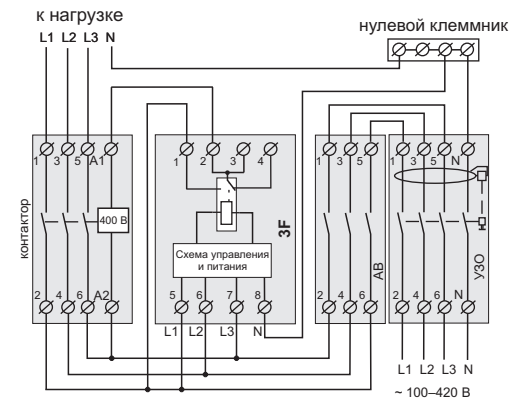 к нагрузке
нулевой клеммник
L1 L2 L3 N
1 3 5 A1
1 2 3 4
1 3 5
1 3 5 N
контактор
400 В
3F
Схема управления
и питания
АВ
УЗО
2 4 6 A2
5 6 7 8
2 4 6
2 4 6 N
L1 L2 L3 N
L1 L2 L3 N
~ 100–420 В